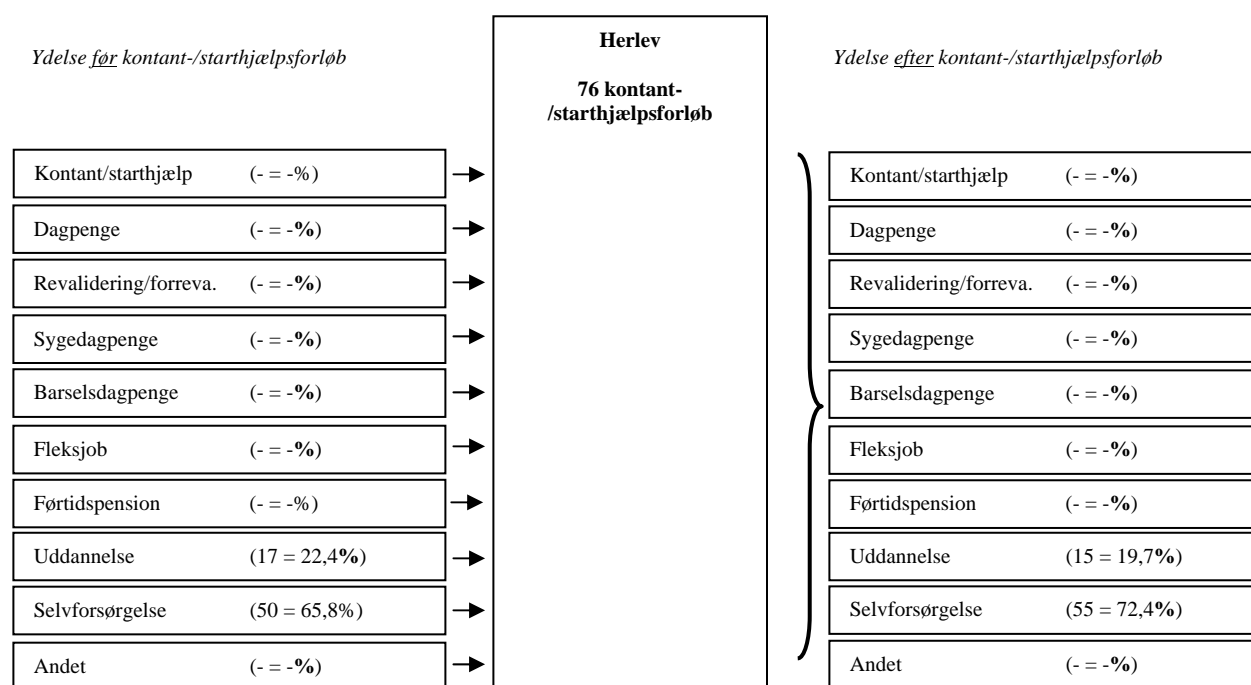 Ydelse før kontant-/starthjælpsforløb
Herlev
76 kontant-
/starthjælpsforløb
Ydelse efter kontant-/starthjælpsforløb
Kontant/starthjælp (- = -%)
Dagpenge (- = -%)
Revalidering/forreva. (- = -%)
Sygedagpenge (- = -%)
Barselsdagpenge (- = -%)
Fleksjob (- = -%)
Førtidspension (- = -%)
Uddannelse (17 = 22,4%)
Selvforsørgelse (50 = 65,8%)
Andet (- = -%)
Kontant/starthjælp (- = -%)
Dagpenge (- = -%)
Revalidering/forreva. (- = -%)
Sygedagpenge (- = -%)
Barselsdagpenge (- = -%)
Fleksjob (- = -%)
Førtidspension (- = -%)
Uddannelse (15 = 19,7%)
Selvforsørgelse (55 = 72,4%)
Andet (- = -%)